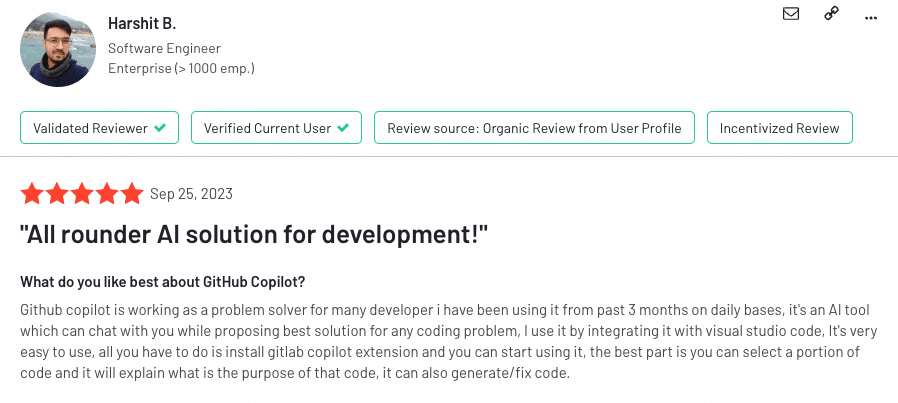 Harshit B.
Software Engineer
Enterprise (> 1000 emp.)
Validated Reviewer
Verified Current User
Review source: Organic Review from User Profile
Incentivized Review
Sep 25, 2023
"All rounder AI solution for development!"
What do you like best about GitHub Copilot?
Github copilot is working as a problem solver for many developer i have been using it from past 3 months on daily bases, it's an AI tool
which can chat with you while proposing best solution for any coding problem, I use it by integrating it with visual studio code, It's very
easy to use, all you have to do is install gitlab copilot extension and you can start using it, the best part is you can select a portion of
code and it will explain what is the purpose of that code, it can also generate/fix code.